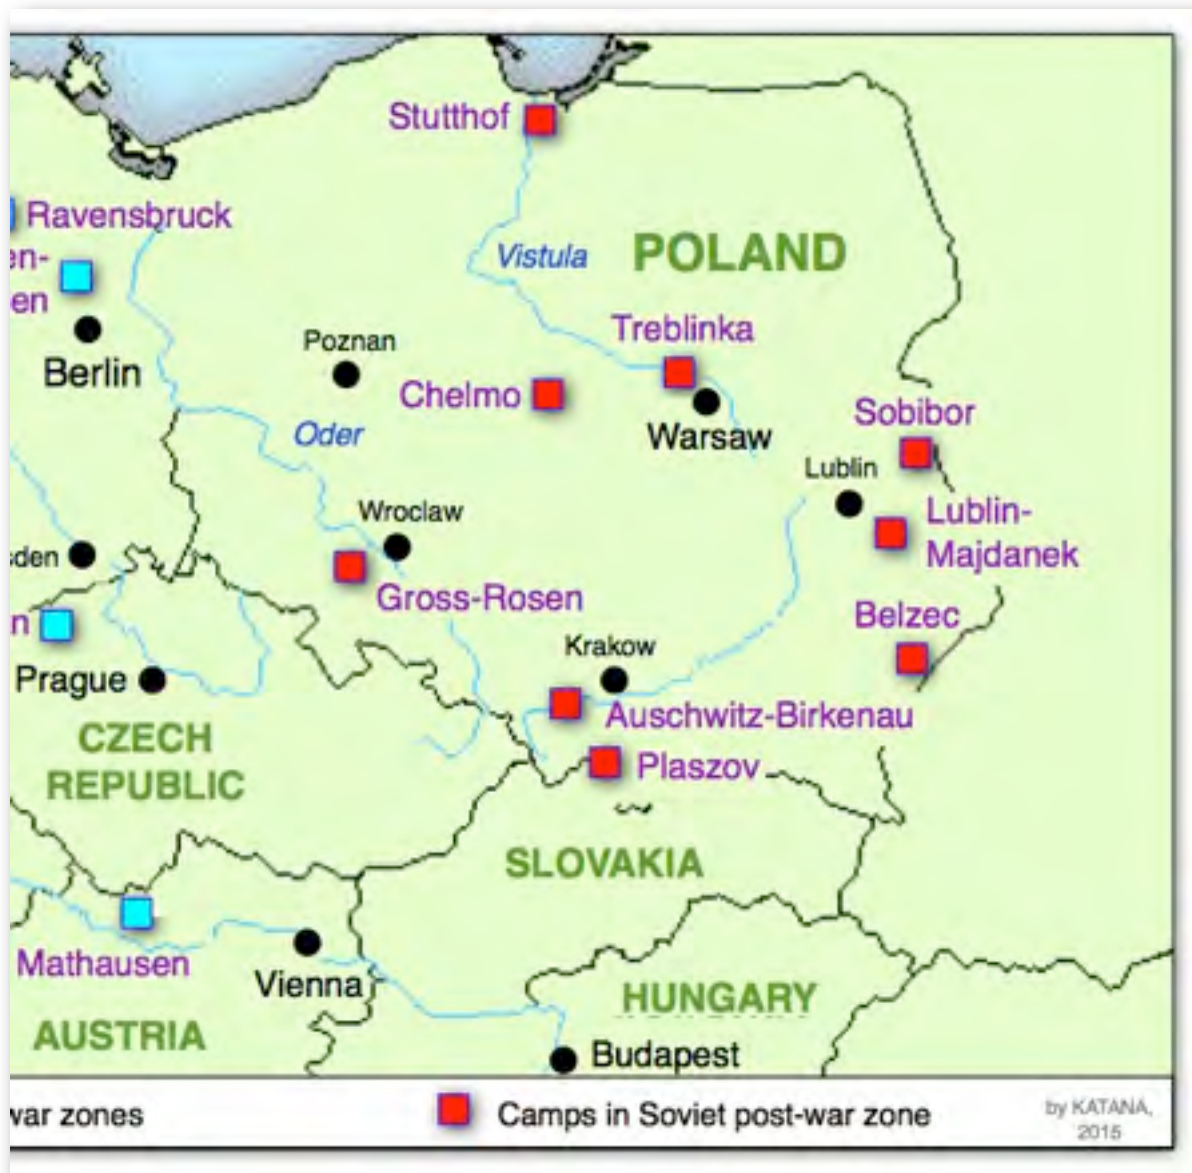 Stutthof
Ravensbruck
en-
en
Vistula
POLAND
Berlin
Poznan
Treblinka
Chelmo
Warsaw
Sobibor
Oder
Lublin
Wroclaw
Lublin-
Majdanek
sden
Gross-Rosen
Belzec
n
Krakow
Prague
Auschwitz-Birkenau
CZECH
REPUBLIC
Plaszov
SLOVAKIA
Mathausen
Vienna
HUNGARY
AUSTRIA
Budapest
war zones
Camps in Soviet post-war zone
by KATANA,
2015